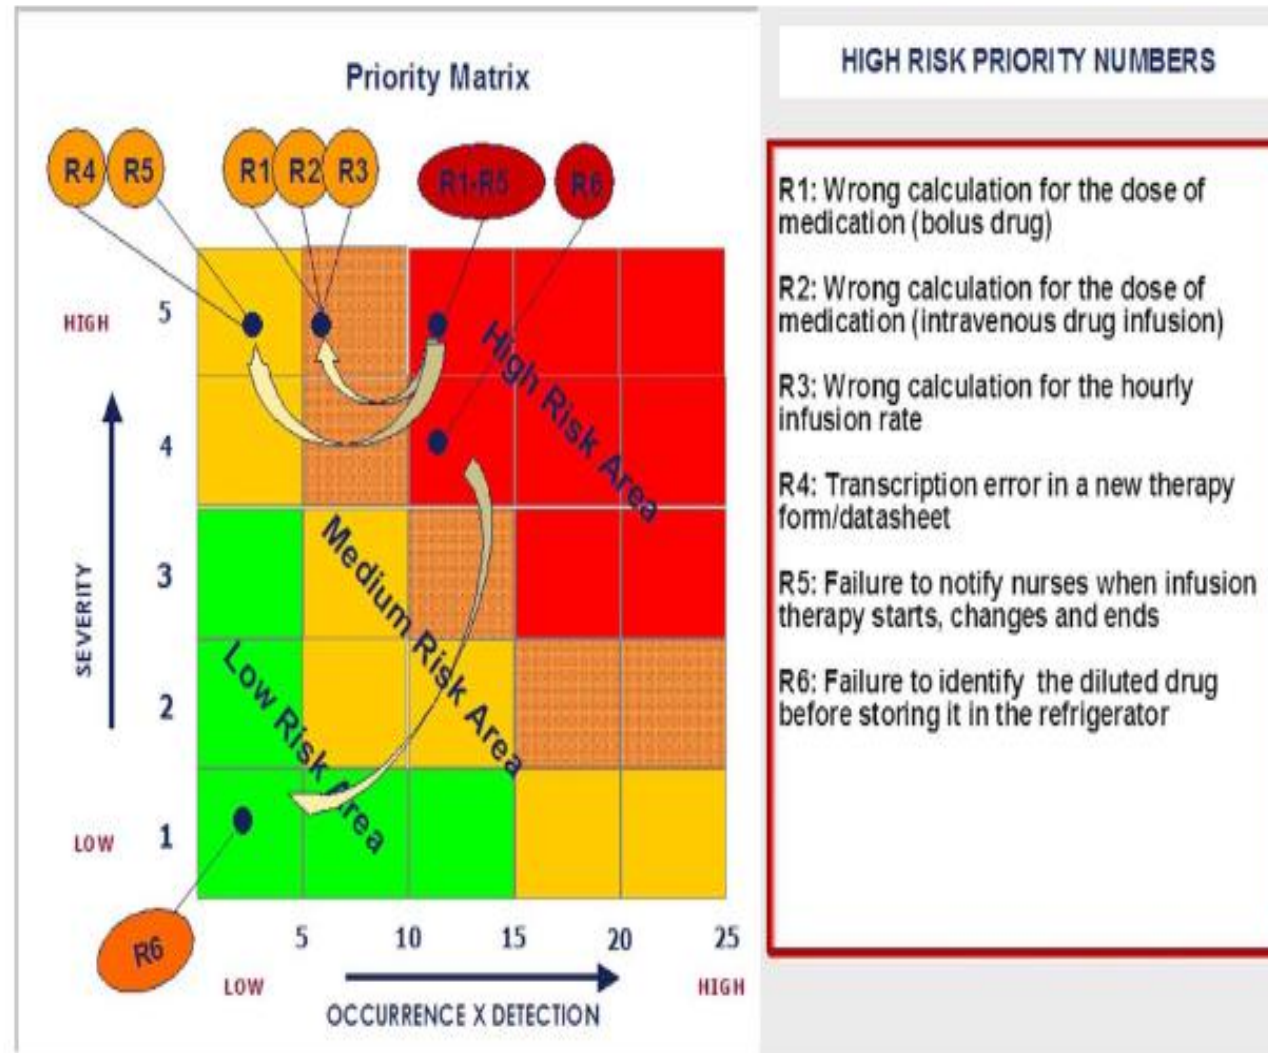 Priority Matrix
R4
R5
R1
R2
R3
R1-R5
R6
HIGH
5
4
3
2
1
LOW
SEVERITY
High Risk Area
Medium Risk Area
Low Risk Area
R6
5
10
15
20
25
LOW
HIGH
OCCURRENCE X DETECTION
HIGH RISK PRIORITY NUMBERS
R1: Wrong calculation for the dose of
medication (bolus drug)
R2: Wrong calculation for the dose of
medication (intravenous drug infusion)
R3: Wrong calculation for the hourly
infusion rate
R4: Transcription error in a new therapy
form/datasheet
R5: Failure to notify nurses when infusion
therapy starts, changes and ends
R6: Failure to identify the diluted drug
before storing it in the refrigerator